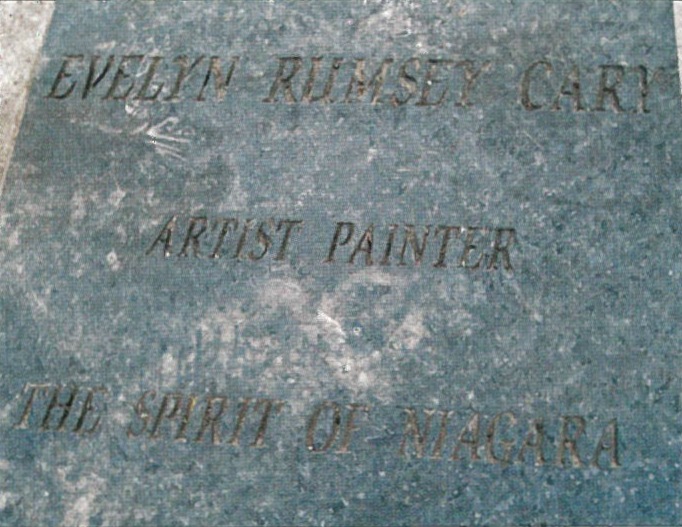 EVELYN RUMSEY CARY
ARTIST PAINTER
THE SPIRIT OF NIAGARA